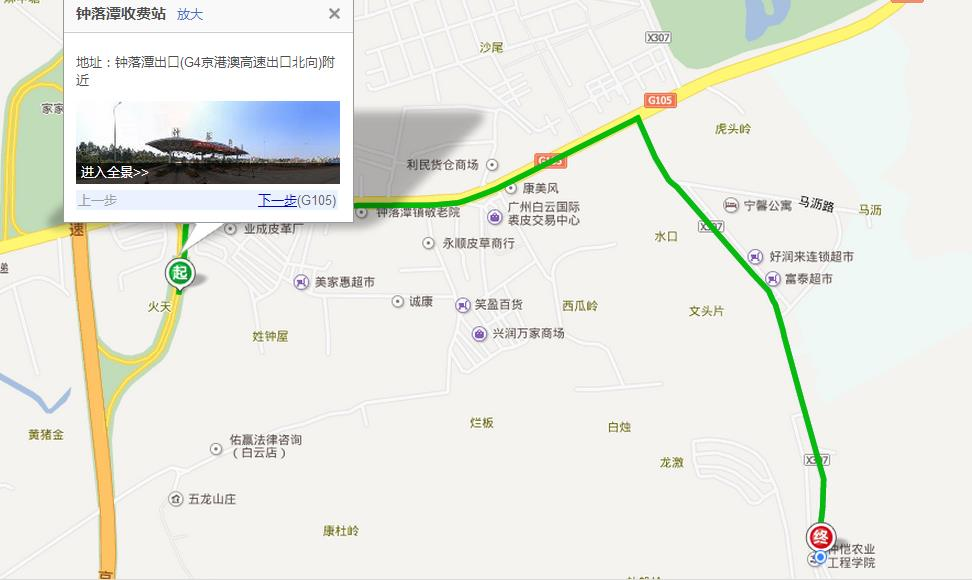 钟落潭收费站 放大
地址：钟落潭出口(G4京港澳高速出口北向)附
近
进入全景>>
上一步
下一步(G105)
沙尾
X307
G105
虎头岭
利民货仓商场
康美风
钟落潭镇敬老院
广州白云国际
裘皮交易中心
宁馨公寓
马沥路
马沥
业成皮革厂
永顺皮草商行
水口
好润来连锁超市
富泰超市
速
起
美家惠超市
诚康
笑盈百货
西瓜岭
文头片
火天
姓钟屋
兴润万家商场
黄猪金
烂板
白烛
佑赢法律咨询
（白云店）
龙激
X307
五龙山庄
康杜岭
终
仲恺农业
工程学院